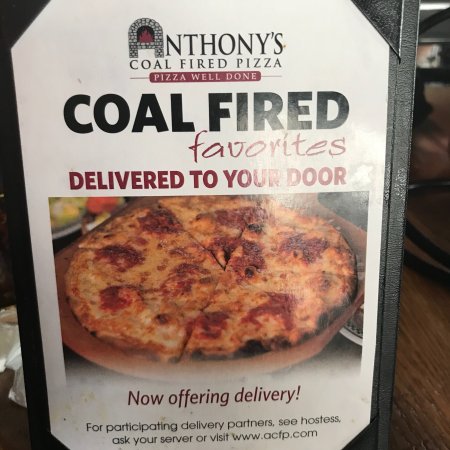 ANTHONY'S
COAL FIRED PIZZA
PIZZA WELL DONE
COAL FIRED
favorites
DELIVERED TO YOUR DOOR
Now offering delivery!
For participating delivery partners, see hostess,
ask your server or visit www.acfp.com